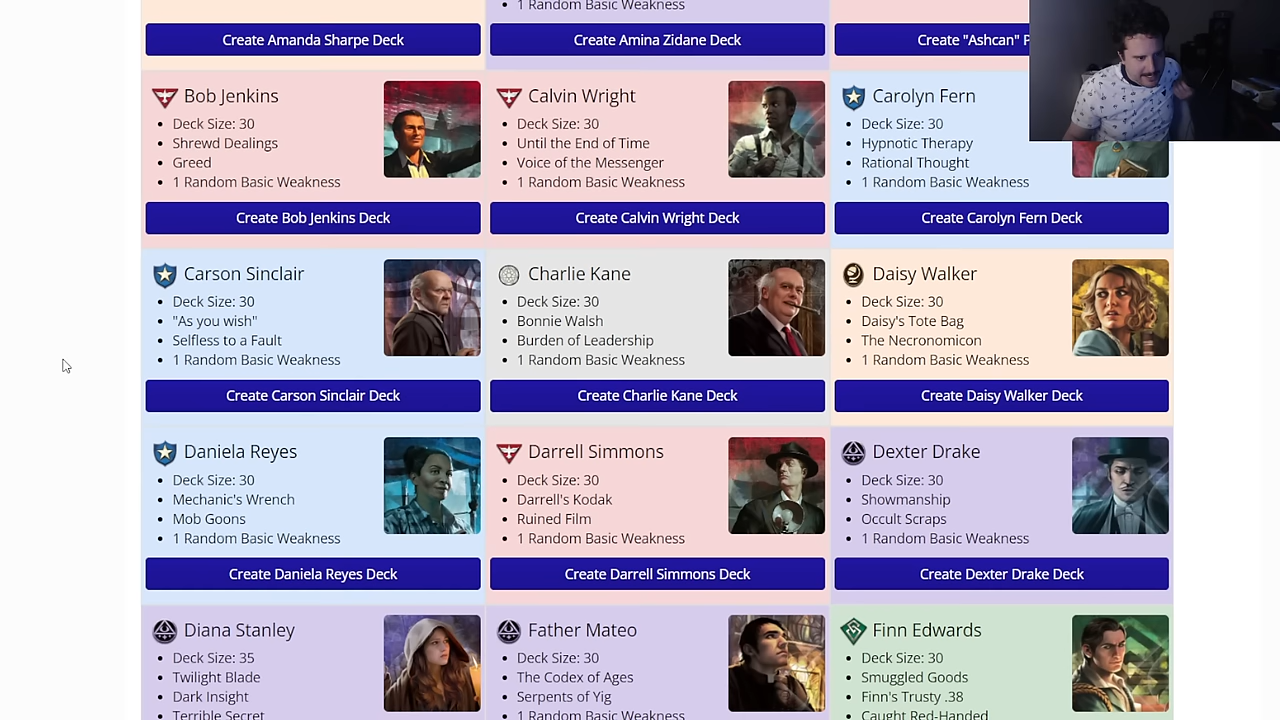 1 Random Basic Weakness
Create Amanda Sharpe Deck
Create Amina Zidane Deck
Create "Ashcan" P
Bob Jenkins
Deck Size: 30
Shrewd Dealings
Greed
1 Random Basic Weakness
Create Bob Jenkins Deck
Calvin Wright
Deck Size: 30
Until the End of Time
Voice of the Messenger
1 Random Basic Weakness
Create Calvin Wright Deck
Carolyn Fern
Deck Size: 30
Hypnotic Therapy
Rational Thought
1 Random Basic Weakness
Create Carolyn Fern Deck
Carson Sinclair
Deck Size: 30
"As you wish"
Selfless to a Fault
1 Random Basic Weakness
Create Carson Sinclair Deck
Charlie Kane
Deck Size: 30
Bonnie Walsh
Burden of Leadership
1 Random Basic Weakness
Create Charlie Kane Deck
Daisy Walker
Deck Size: 30
Daisy's Tote Bag
The Necronomicon
1 Random Basic Weakness
Create Daisy Walker Deck
Daniela Reyes
Deck Size: 30
Mechanic's Wrench
Mob Goons
1 Random Basic Weakness
Create Daniela Reyes Deck
Darrell Simmons
Deck Size: 30
Darrell's Kodak
Ruined Film
1 Random Basic Weakness
Create Darrell Simmons Deck
Dexter Drake
Deck Size: 30
Showmanship
Occult Scraps
1 Random Basic Weakness
Create Dexter Drake Deck
Diana Stanley
Deck Size: 35
Twilight Blade
Dark Insight
Terrible Secret
Father Mateo
Deck Size: 30
The Codex of Ages
Serpents of Yig
1 Random Basic Weakness
Finn Edwards
Deck Size: 30
Smuggled Goods
Finn's Trusty .38
Caught Red-Handed